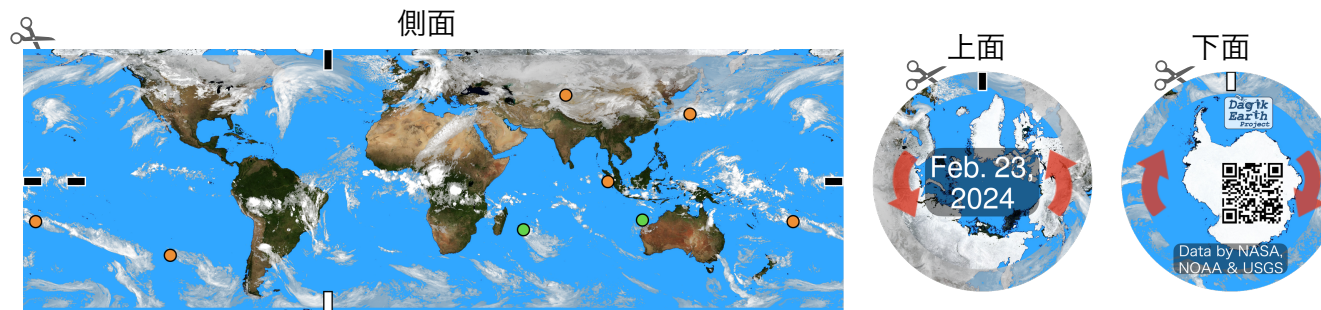 側面
上面
下面
Feb. 23,
2024
Dagik
Earth
Project
Data by NASA,
NOAA & USGS